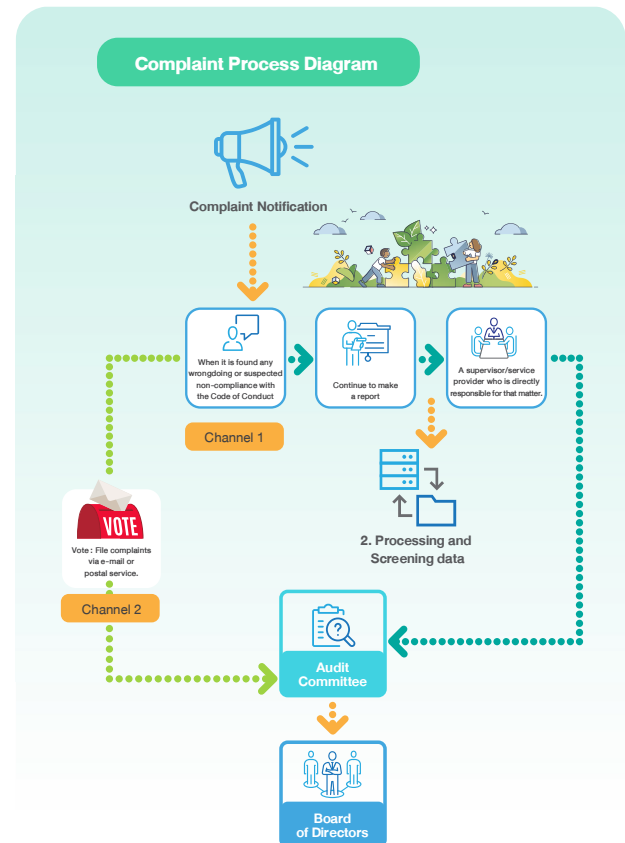 Complaint Process Diagram
Complaint Notification
When it is found any
wrongdoing or suspected
non-compliance with
the Code of Conduct
Continue to make
a report
A supervisor/service
provider who is directly
responsible for that matter.
Channel 1
2. Processing and
Screening data
VOTE
Vote : File complaints
via e-mail or
postal service.
Channel 2
?
Audit
Committee
Board
of Directors